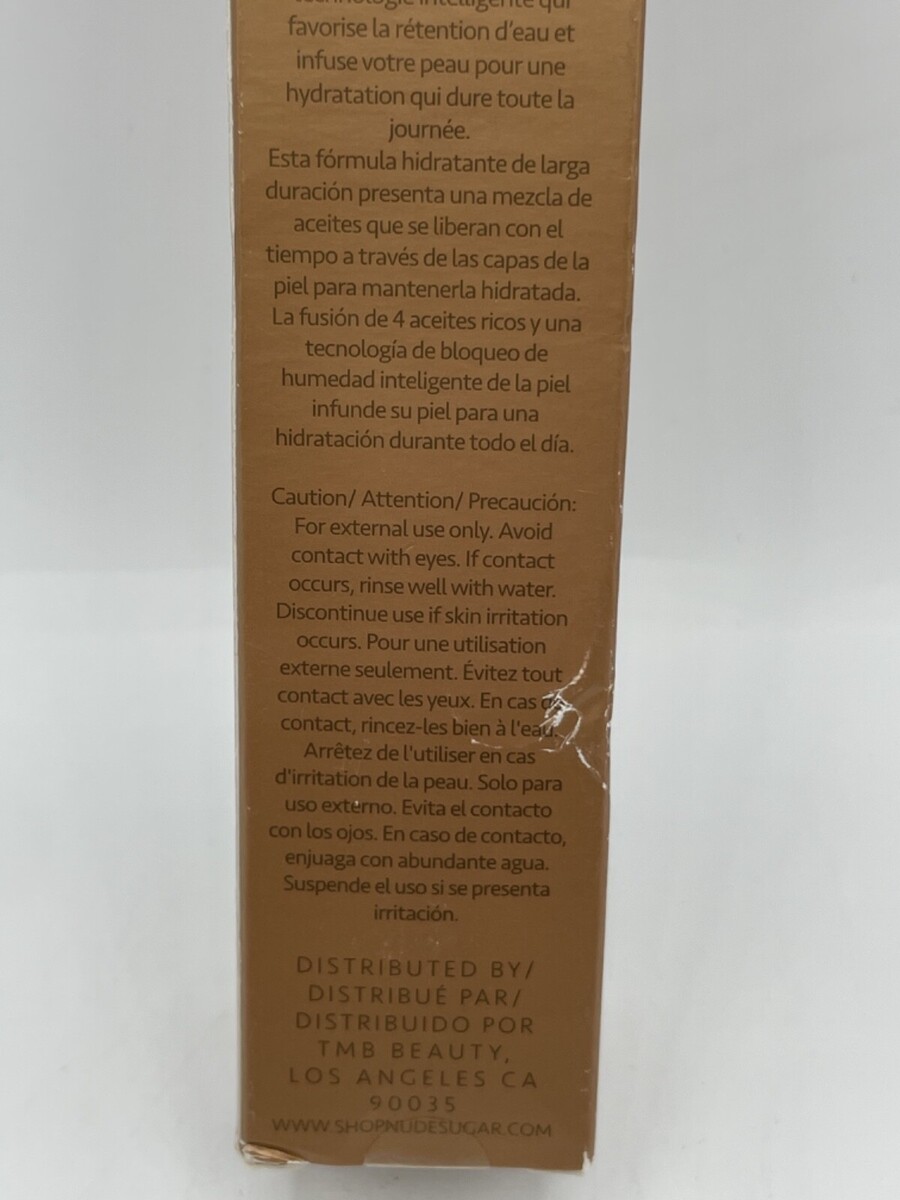 technologie intelligente qui
favorise la rétention d'eau et
infuse votre peau pour une
hydratation qui dure toute la
journée.
Esta fórmula hidratante de larga
duración presenta una mezcla de
aceites que se liberan con el
tiempo a través de las capas de la
piel para mantenerla hidratada.
La fusión de 4 aceites ricos y una
tecnología de bloqueo de
humedad inteligente de la piel
infunde su piel para una
hidratación durante todo el día.
Caution/ Attention/ Precaución:
For external use only. Avoid
contact with eyes. If contact
occurs, rinse well with water.
Discontinue use if skin irritation
occurs. Pour une utilisation
externe seulement. Évitez tout
contact avec les yeux. En cas de
contact, rincez-les bien à l'eau.
Arrêtez de l'utiliser en cas
d'irritation de la peau. Solo para
uso externo. Evita el contacto
con los ojos. En caso de contacto,
enjuaga con abundante agua.
Suspende el uso si se presenta
irritación.
DISTRIBUTED BY/
DISTRIBUÉ PAR/
DISTRIBUIDO POR
TMB BEAUTY,
LOS ANGELES CA
90035
WWW.SHOPNUDESUGAR.COM